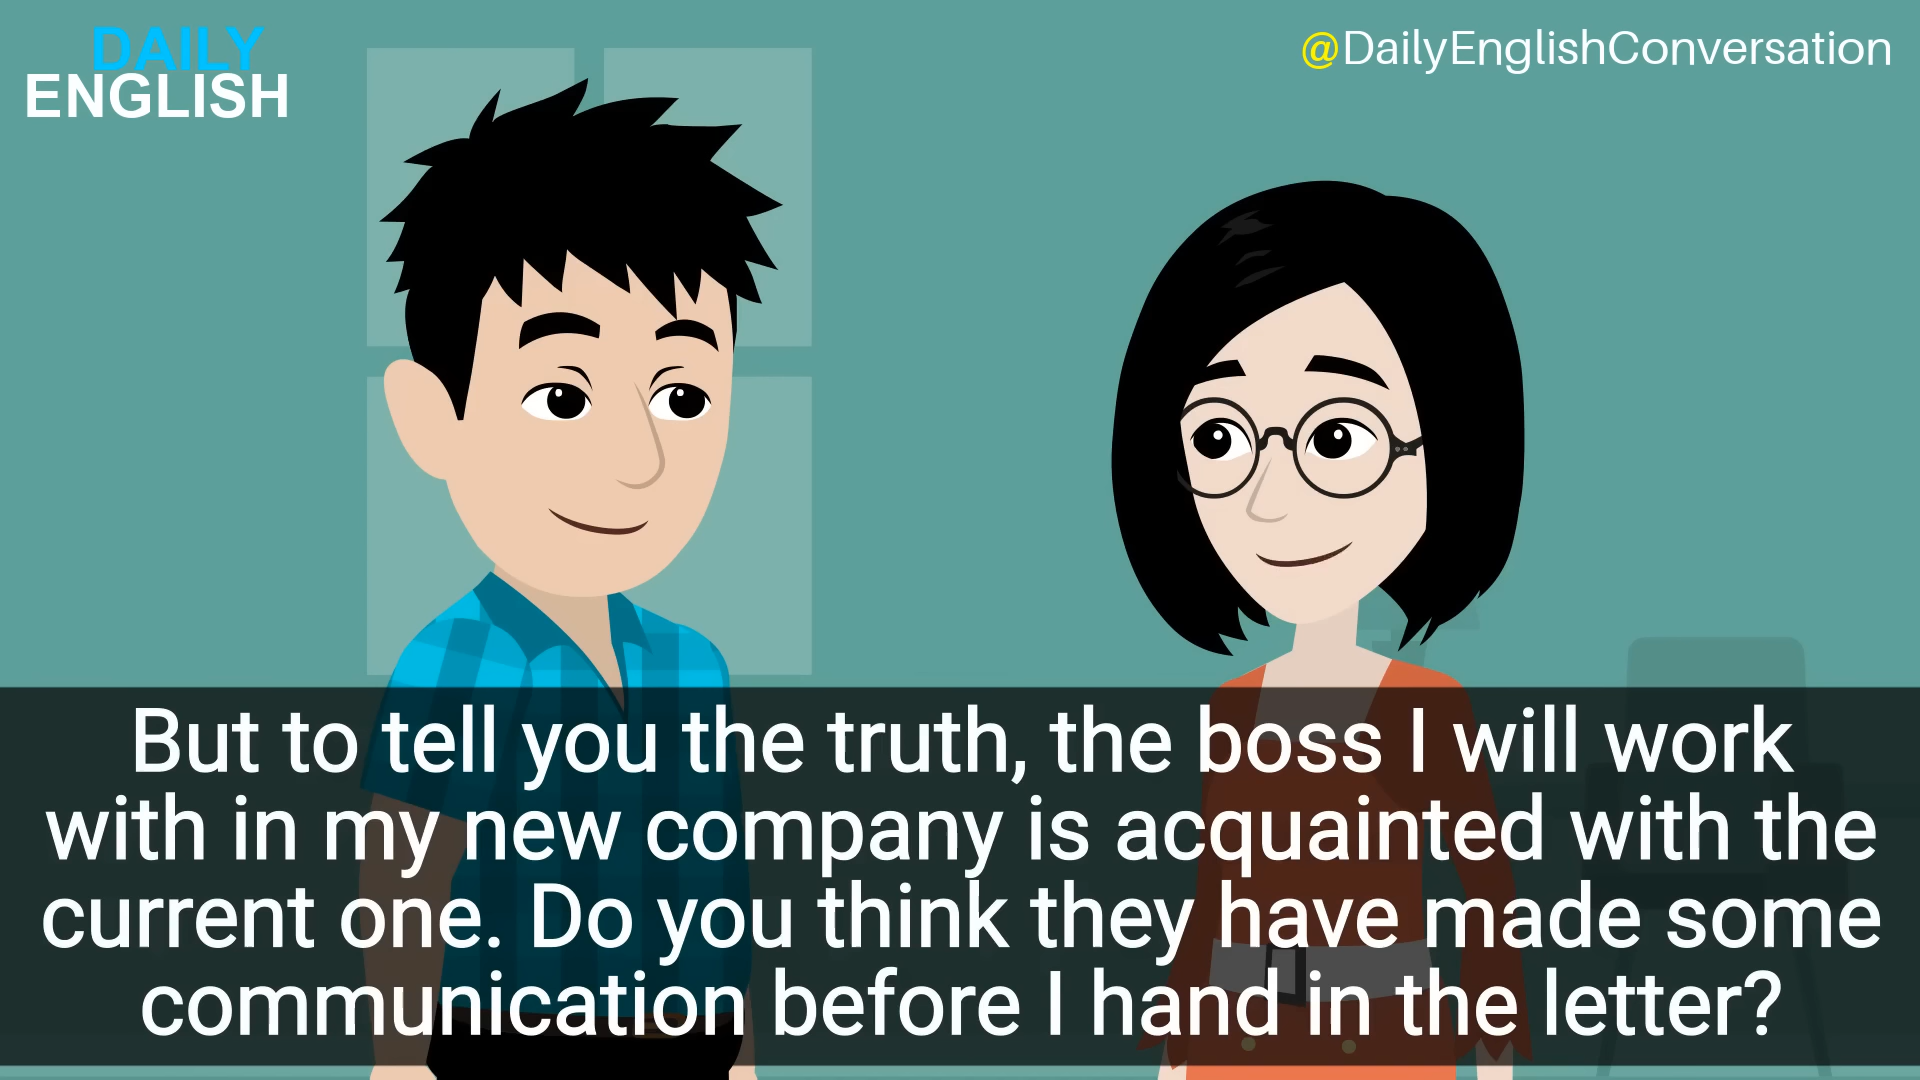 DAILY
ENGLISH
@DailyEnglishConversation
But to tell you the truth, the boss I will work
with in my new company is acquainted with the
current one. Do you think they have made some
communication before I hand in the letter?